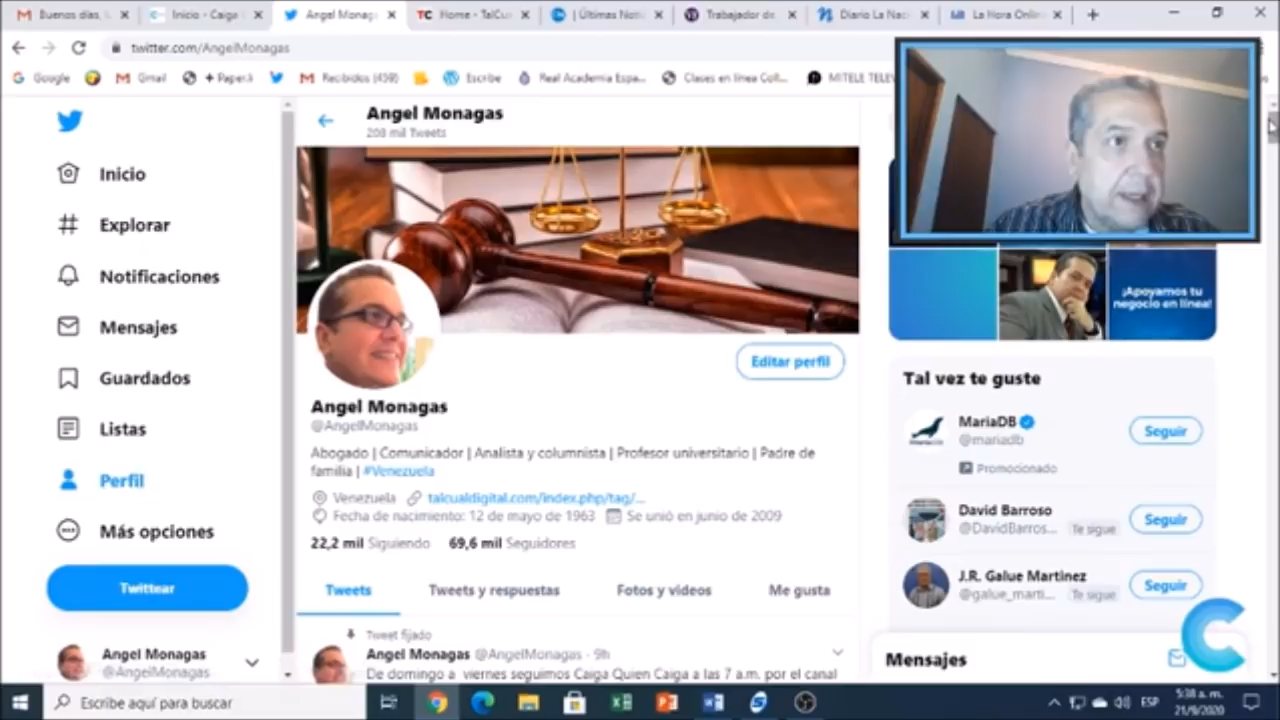 Buenos días,
Inicio - Caiga
Angel Monag
Home - TalCu
| Últimas Noti
Trabajador de
Diario La Nac
La Hora Onlin
twitter.com/AngelMonagas
Google
Gmail
Recibidos (459)
Escribe
Real Academia Espa...
Clases en línea Coll...
MITELE TELEV
Angel Monagas
208 mil Tweets
Inicio
Explorar
Notificaciones
Mensajes
Guardados
Listas
Perfil
Más opciones
Twittear
Angel Monagas
@AngelMonagas
Editar perfil
Angel Monagas
@AngelMonagas
Abogado | Comunicador | Analista y columnista | Profesor universitario | Padre de
familia | #Venezuela
Venezuela talcualdigital.com/index.php/tag/...
Fecha de nacimiento: 12 de mayo de 1963 Se unió en junio de 2009
22,2 mil Siguiendo 69,6 mil Seguidores
Tweets Tweets y respuestas Fotos y videos Me gusta
Tweet fijado
Angel Monagas @AngelMonagas · 9h
De domingo a viernes seguimos Caiga Quien Caiga a las 7 a.m. por el canal
¡Apoyamos tu
negocio en línea!
Tal vez te guste
MariaDB
@mariadb
Seguir
Promocionado
David Barroso
@DavidBarros... Te sigue
Seguir
J.R. Galue Martinez
@galue_marti... Te sigue
Seguir
Mensajes
Escribe aquí para buscar
ESP
5:38 a. m.
21/9/2020